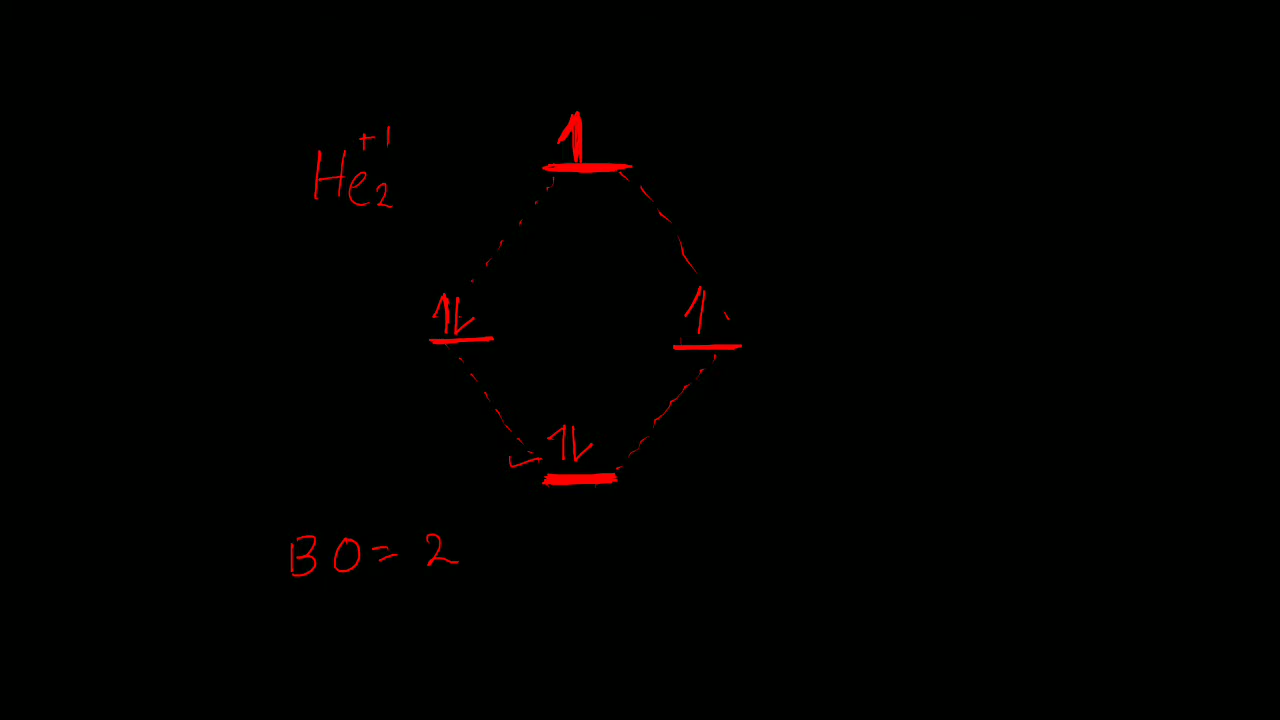 He₂⁺¹
BO = 2